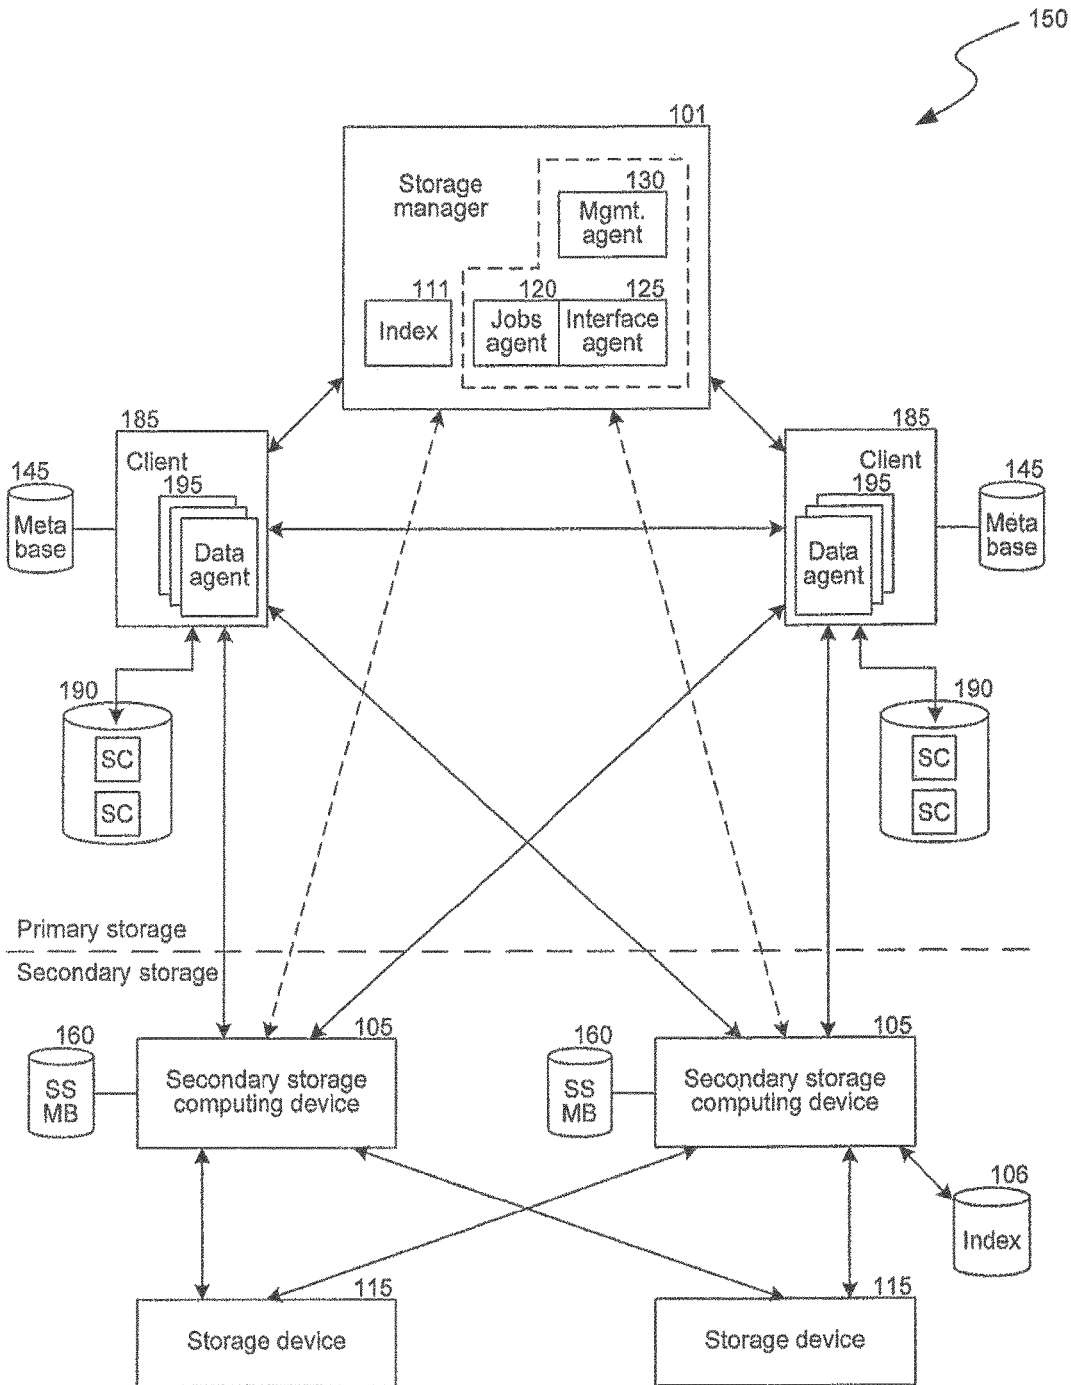 150
101
Storage
manager
130
Mgmt.
agent
111
Index
120
Jobs
agent
125
Interface
agent
185
Client
195
Data
agent
145
Meta
base
185
Client
195
Data
agent
145
Meta
base
190
SC
SC
190
SC
SC
Primary storage
Secondary storage
160
SS
MB
105
Secondary storage
computing device
160
SS
MB
105
Secondary storage
computing device
106
Index
115
Storage device
115
Storage device